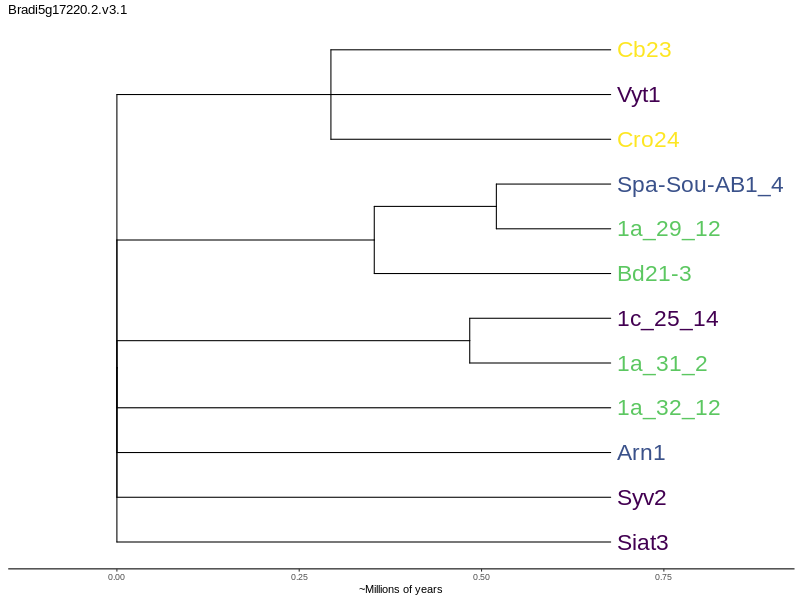 Bradi5g17220.2.v3.1
Cb23
Vyt1
Cro24
Spa-Sou-AB1_4
1a_29_12
Bd21-3
1c_25_14
1a_31_2
1a_32_12
Arn1
Syv2
Siat3
0.00 0.25 0.50 0.75
~Millions of years